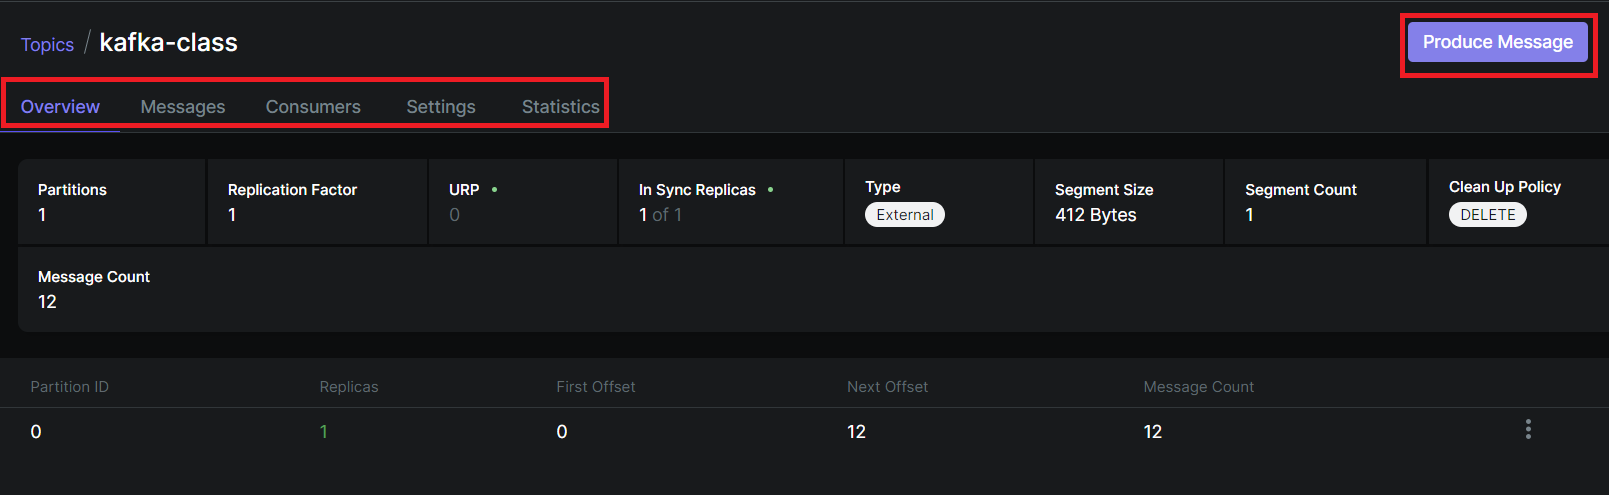 Topics / kafka-class
Produce Message
Overview Messages Consumers Settings Statistics
Partitions Replication Factor URP In Sync Replicas Type Segment Size Segment Count Clean Up Policy
1 1 0 1 of 1 External 412 Bytes 1 DELETE
Message Count
12
Partition ID Replicas First Offset Next Offset Message Count
0 1 0 12 12